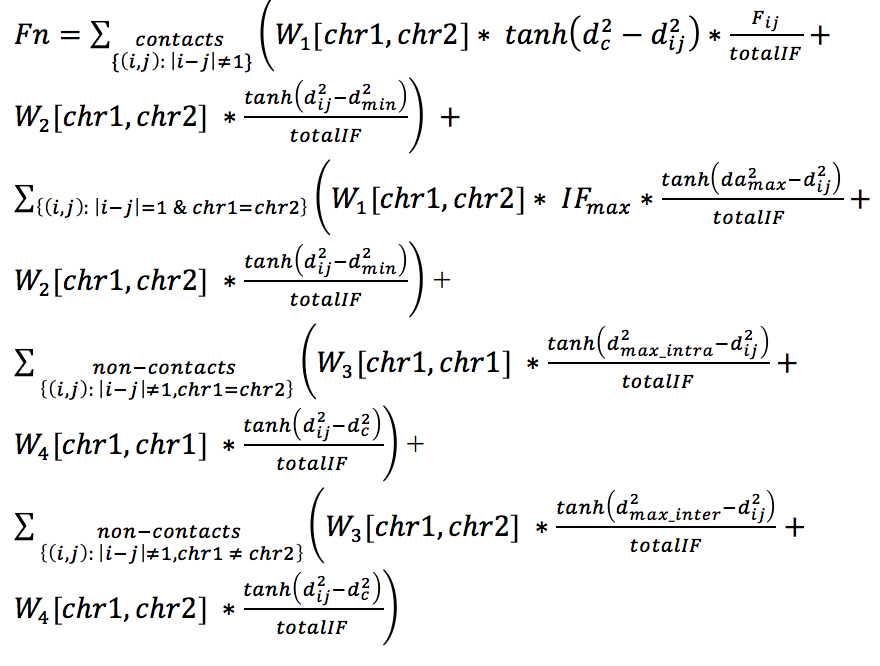 Fn = ∑ contacts {(i,j): |i−j|≠1} (W₁[chr1, chr2] * tanh(d_c² − d_ij²) * F_ij / totalIF +
W₂[chr1, chr2] * tanh(d_ij² − d_min²) / totalIF) +
∑ {(i,j): |i−j|=1 & chr1=chr2} (W₁[chr1, chr2] * IF_max * tanh(da_max² − d_ij²) / totalIF +
W₂[chr1, chr2] * tanh(d_ij² − d_min²) / totalIF) +
∑ non−contacts {(i,j): |i−j|≠1,chr1=chr2} (W₃[chr1, chr1] * tanh(d_max_intra² − d_ij²) / totalIF +
W₄[chr1, chr1] * tanh(d_ij² − d_c²) / totalIF) +
∑ non−contacts {(i,j): |i−j|≠1,chr1 ≠ chr2} (W₃[chr1, chr2] * tanh(d_max_inter² − d_ij²) / totalIF +
W₄[chr1, chr2] * tanh(d_ij² − d_c²) / totalIF)